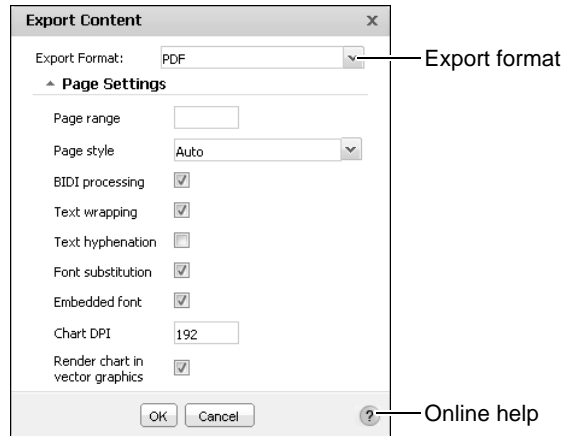 Export Content x
Export Format: PDF Export format
Page Settings
Page range
Page style Auto
BIDI processing
Text wrapping
Text hyphenation
Font substitution
Embedded font
Chart DPI 192
Render chart in
vector graphics
OK Cancel ? Online help